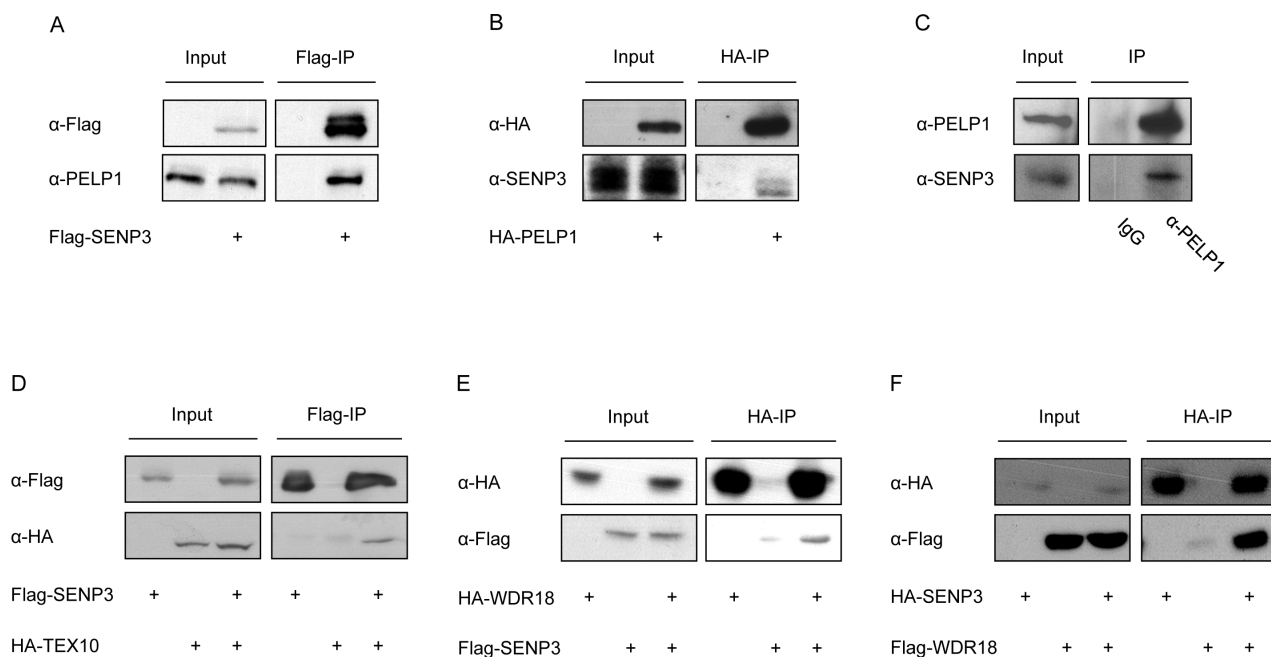 A
Input Flag-IP
α-Flag
α-PELP1
Flag-SENP3 + +
B
Input HA-IP
α-HA
α-SENP3
HA-PELP1 + +
C
Input IP
α-PELP1
α-SENP3
IgG α-PELP1
D
Input Flag-IP
α-Flag
α-HA
Flag-SENP3 + + + +
HA-TEX10 + + + +
E
Input HA-IP
α-HA
α-Flag
HA-WDR18 + + + +
Flag-SENP3 + + + +
F
Input HA-IP
α-HA
α-Flag
HA-SENP3 + + + +
Flag-WDR18 + + + +